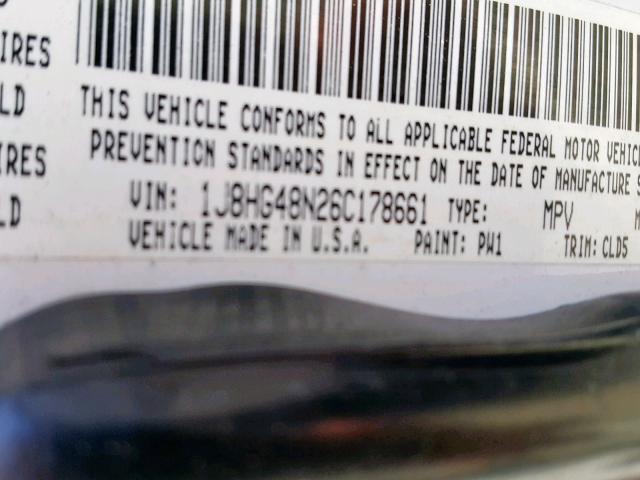 IRES
LD
IRES
LD
THIS VEHICLE CONFORMS TO ALL APPLICABLE FEDERAL MOTOR VEHIC
PREVENTION STANDARDS IN EFFECT ON THE DATE OF MANUFACTURE S
VIN: 1J8HG48N26C178661 TYPE: MPV
VEHICLE MADE IN U.S.A. PAINT: PW1 TRIM: CLD5